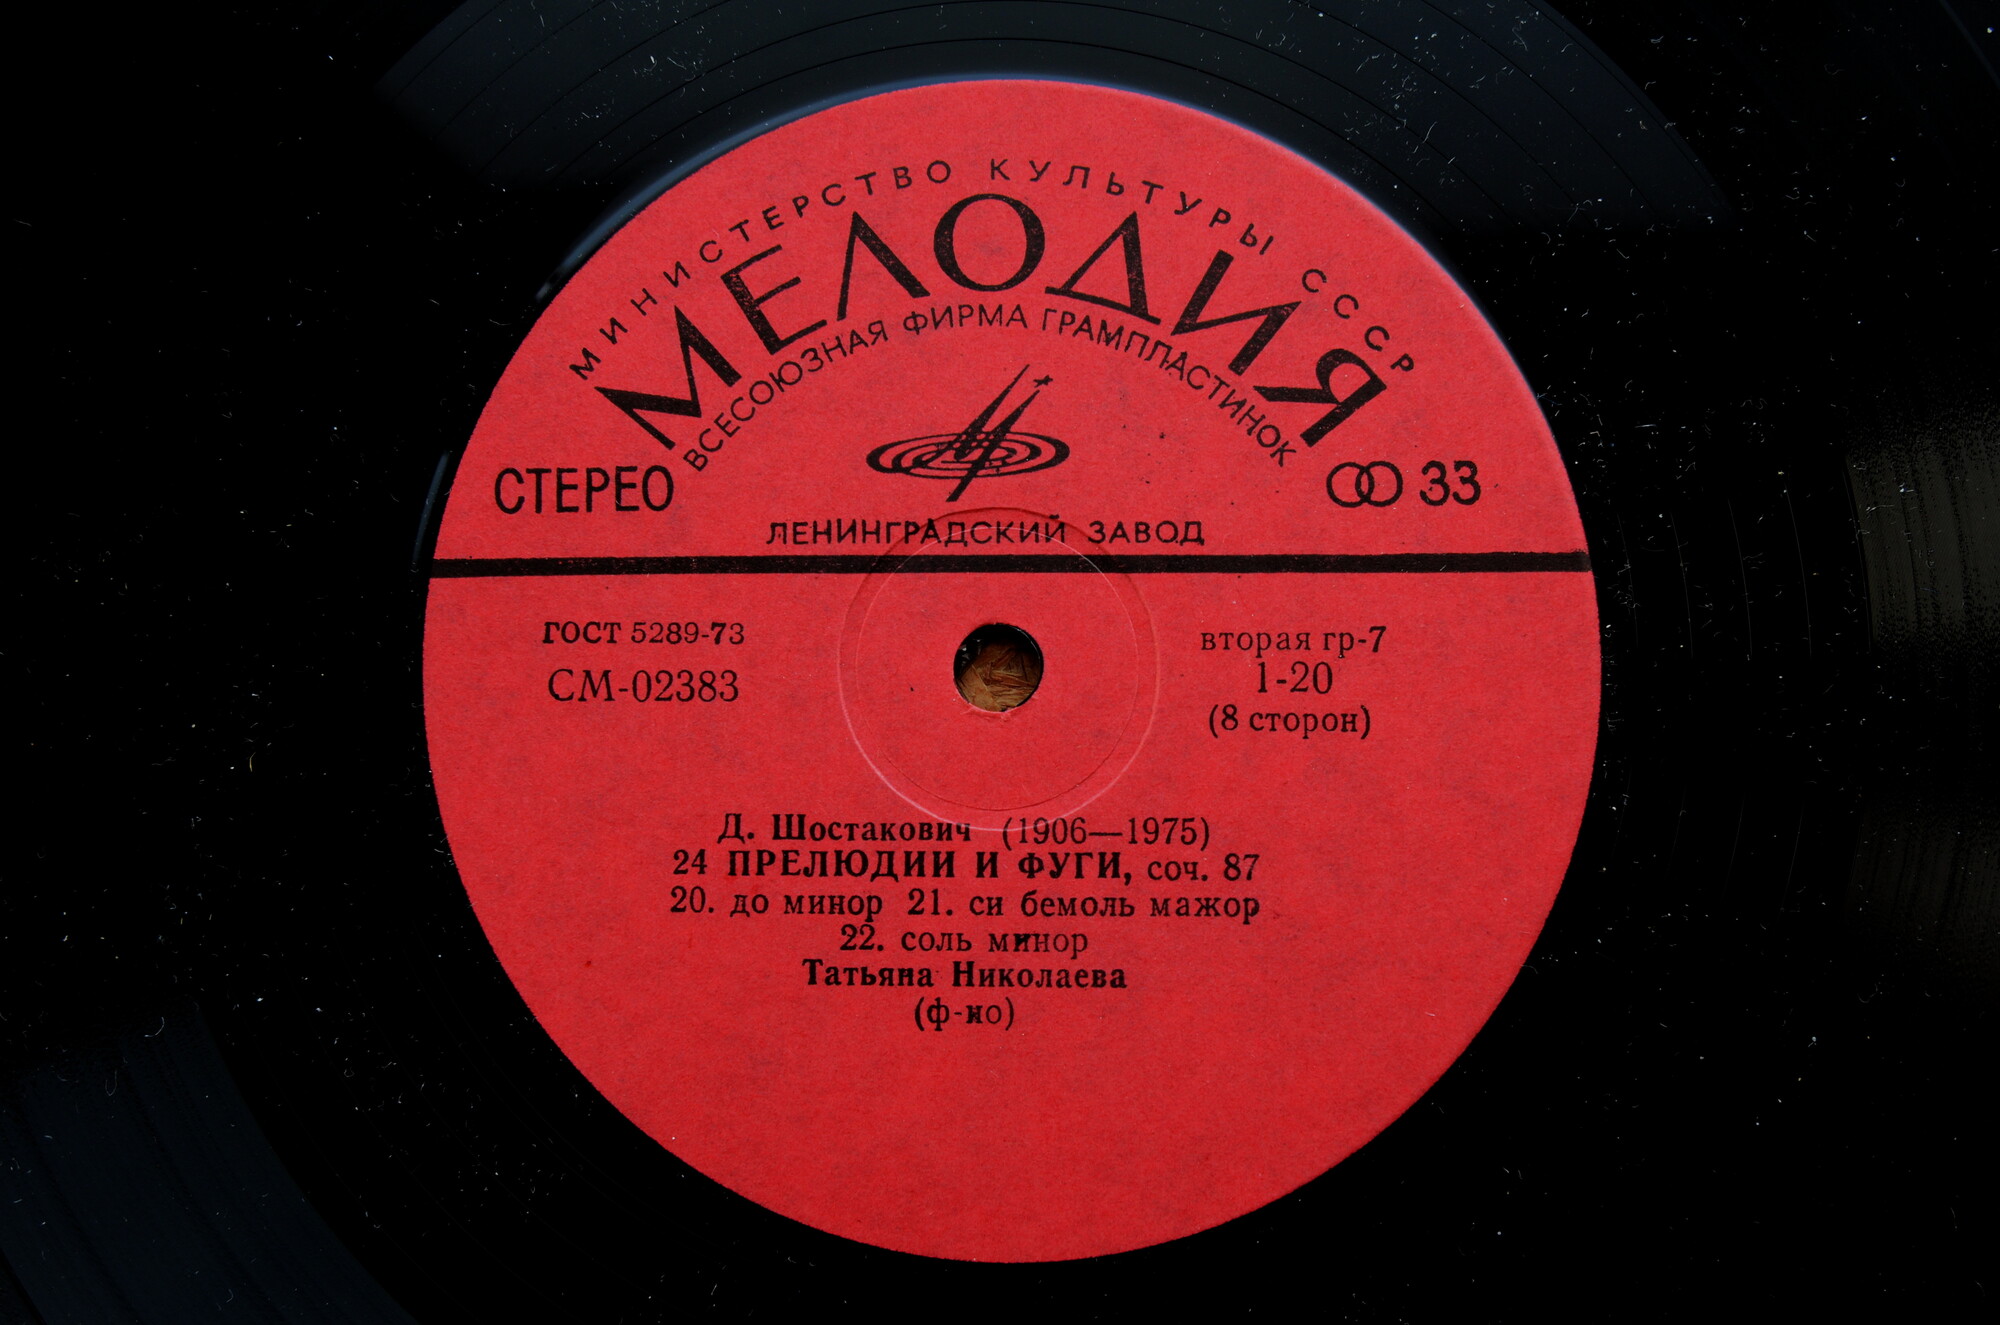 МИНИСТЕРСТВО КУЛЬТУРЫ СССР
МЕЛОДИЯ
ВСЕСОЮЗНАЯ ФИРМА ГРАМПЛАСТИНОК
СТЕРЕО
33
ЛЕНИНГРАДСКИЙ ЗАВОД
ГОСТ 5289-73
СМ-02383
вторая гр-7
1-20
(8 сторон)
Д. Шостакович (1906—1975)
24 ПРЕЛЮДИИ И ФУГИ, соч. 87
20. до минор 21. си бемоль мажор
22. соль минор
Татьяна Николаева
(ф-но)